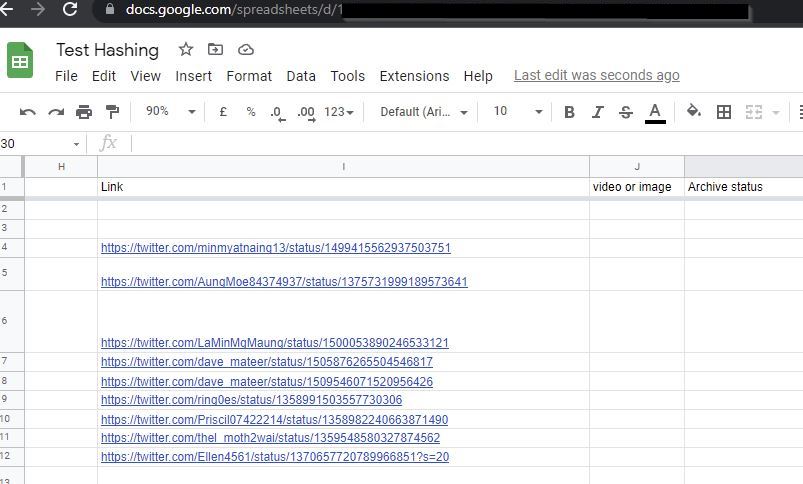 docs.google.com/spreadsheets/d/1
Test Hashing
File Edit View Insert Format Data Tools Extensions Help Last edit was seconds ago
90% £ % .0 .00 123 Default (Ari... 10 B I S A
30 fx
H I J
1 Link video or image Archive status
2
3
4 https://twitter.com/minmyatnaing13/status/1499415562937503751
5 https://twitter.com/AungMoe84374937/status/1375731999189573641
6 https://twitter.com/LaMinMgMaung/status/1500053890246533121
7 https://twitter.com/dave_mateer/status/1505876265504546817
8 https://twitter.com/dave_mateer/status/1509546071520956426
9 https://twitter.com/ring0es/status/1358991503557730306
10 https://twitter.com/Priscil07422214/status/1358982240663871490
11 https://twitter.com/thel_moth2wai/status/1359548580327874562
12 https://twitter.com/Ellen4561/status/1370657720789966851?s=20
13